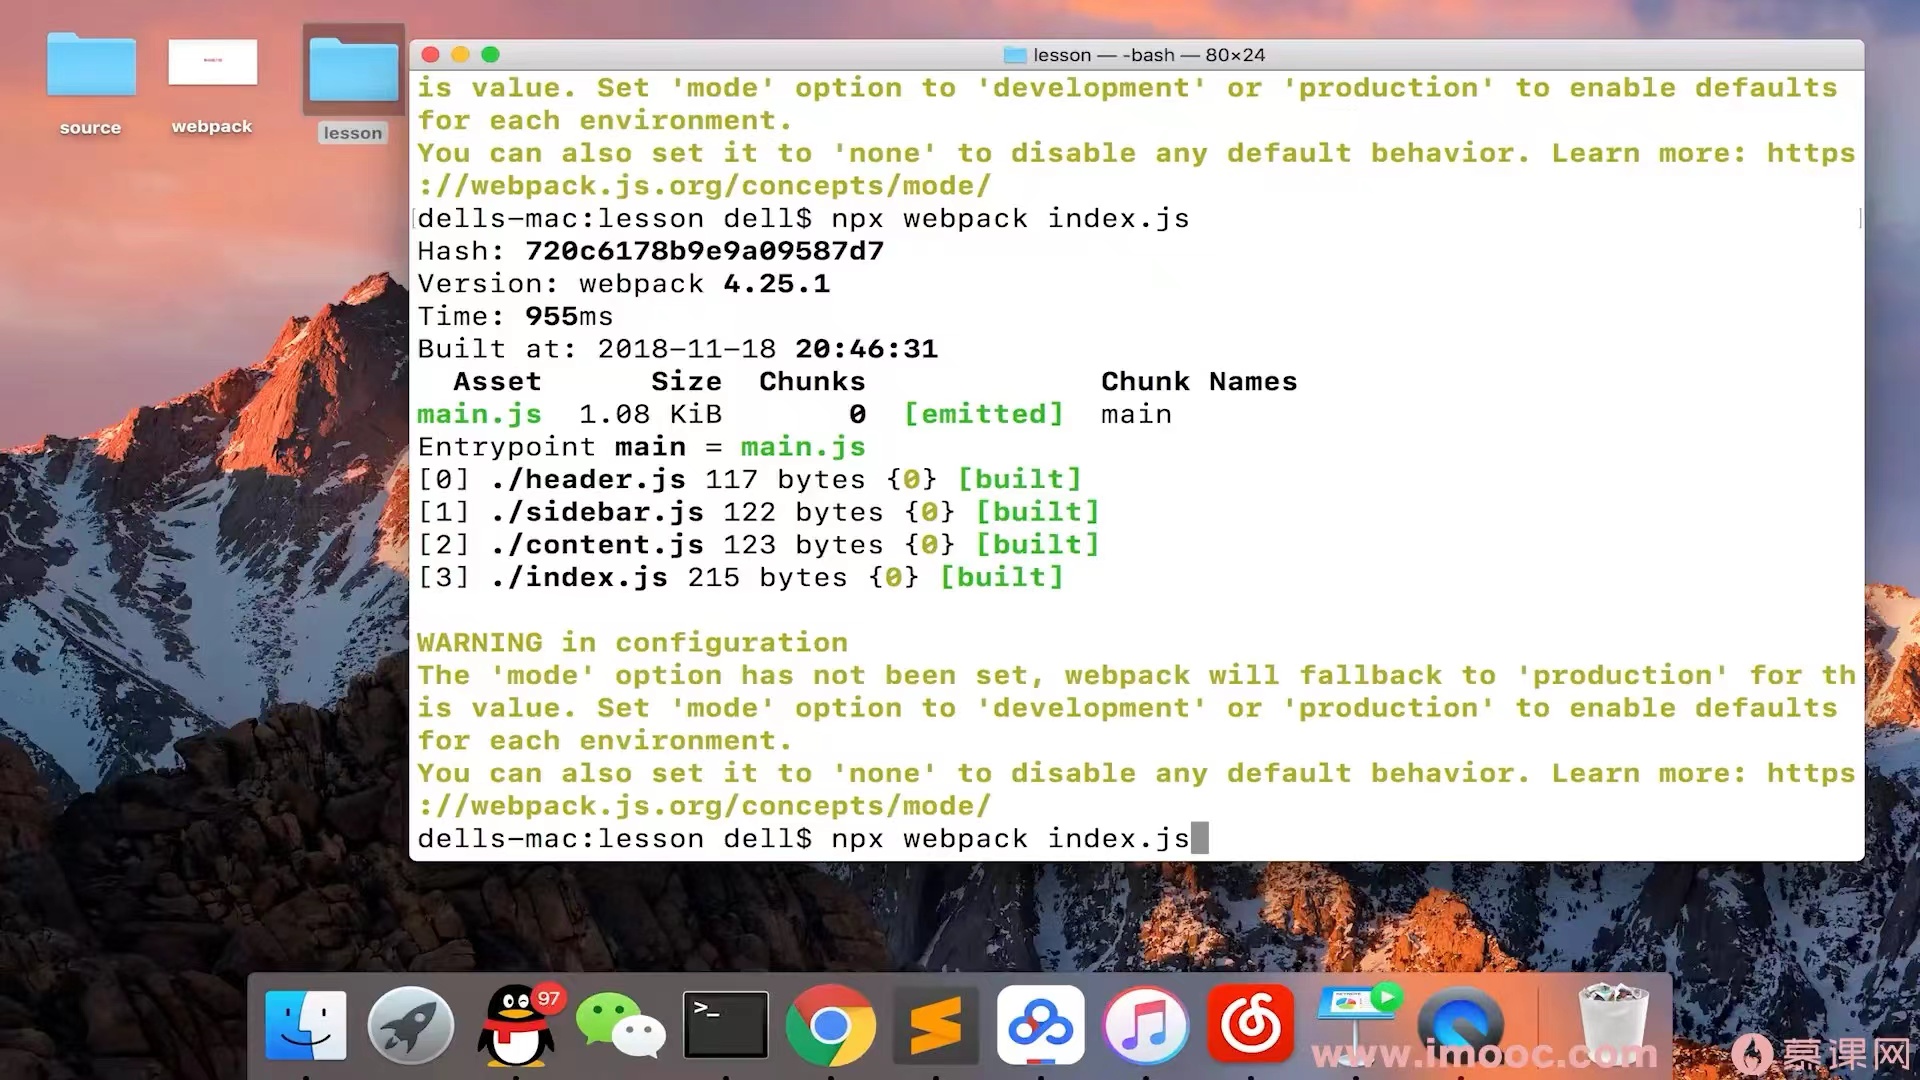 source
webpack
lesson
lesson — -bash — 80×24
is value. Set 'mode' option to 'development' or 'production' to enable defaults
for each environment.
You can also set it to 'none' to disable any default behavior. Learn more: https
://webpack.js.org/concepts/mode/
dells-mac:lesson dell$ npx webpack index.js
Hash: 720c6178b9e9a09587d7
Version: webpack 4.25.1
Time: 955ms
Built at: 2018-11-18 20:46:31
Asset Size Chunks Chunk Names
main.js 1.08 KiB 0 [emitted] main
Entrypoint main = main.js
[0] ./header.js 117 bytes {0} [built]
[1] ./sidebar.js 122 bytes {0} [built]
[2] ./content.js 123 bytes {0} [built]
[3] ./index.js 215 bytes {0} [built]
WARNING in configuration
The 'mode' option has not been set, webpack will fallback to 'production' for th
is value. Set 'mode' option to 'development' or 'production' to enable defaults
for each environment.
You can also set it to 'none' to disable any default behavior. Learn more: https
://webpack.js.org/concepts/mode/
dells-mac:lesson dell$ npx webpack index.js
97
>_
www.imooc.com
慕课网